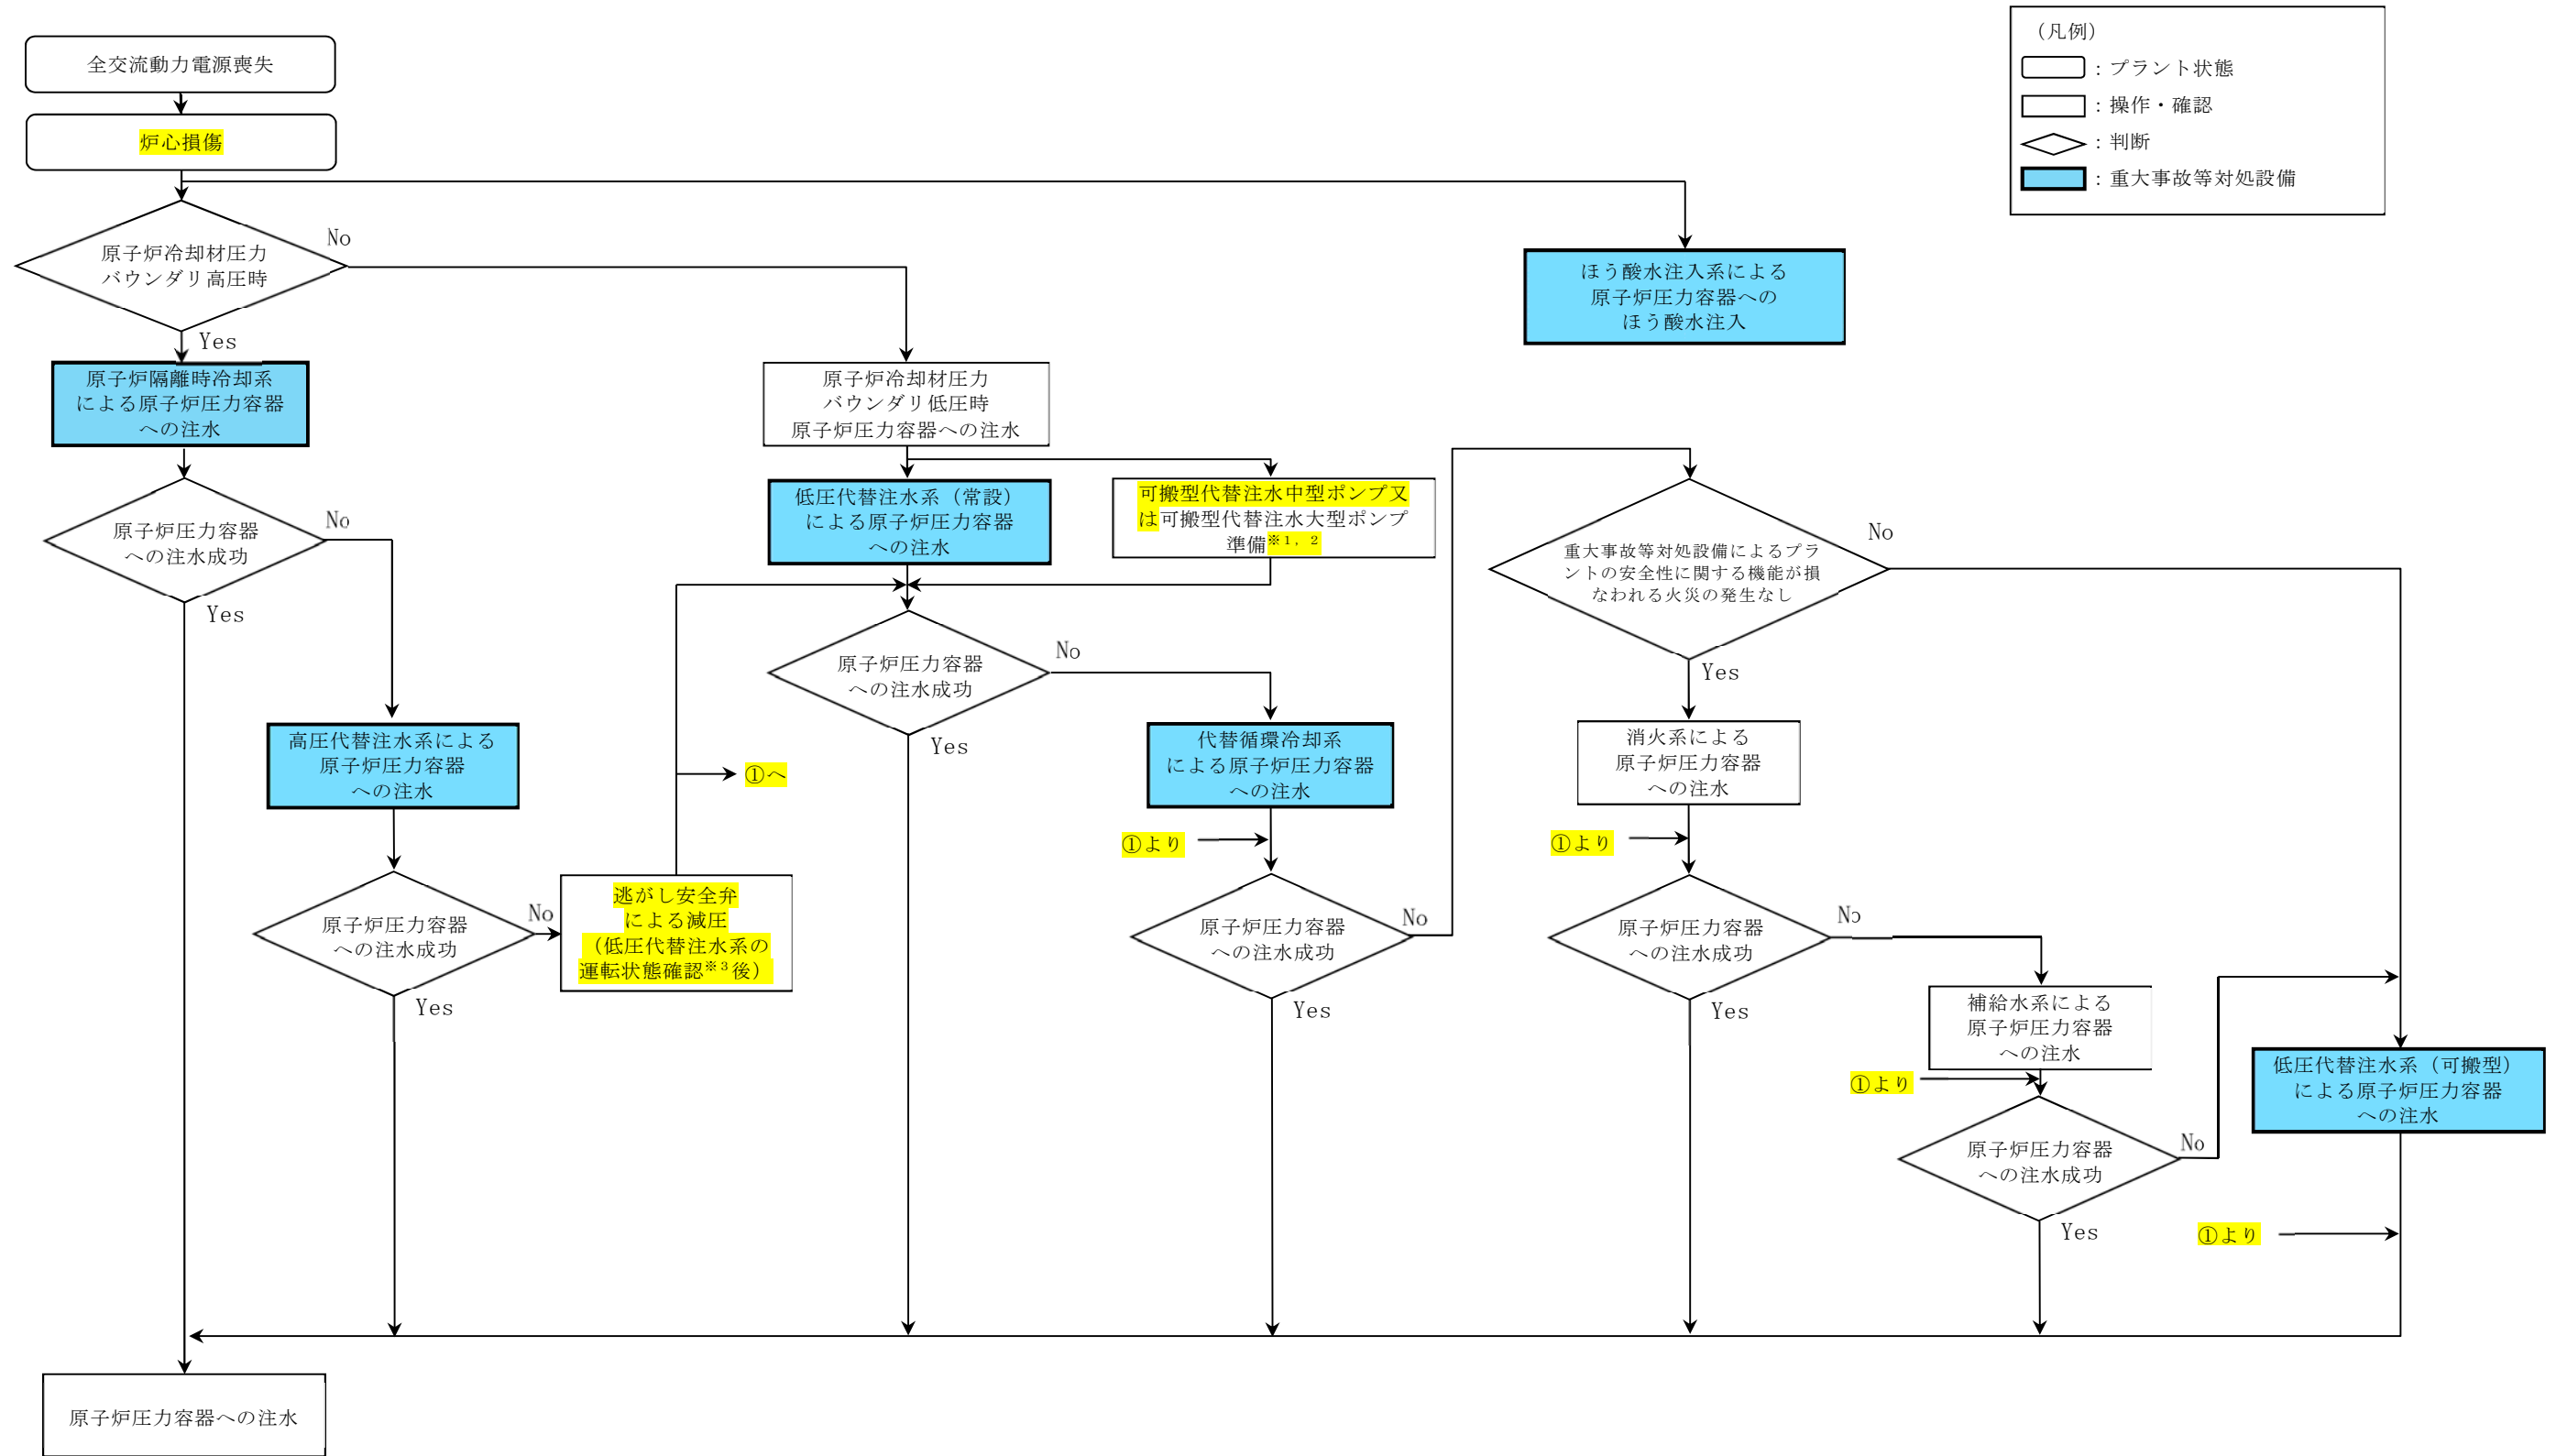 (凡例)
:プラント状態
:操作・確認
:判断
:重大事故等対処設備
全交流動力電源喪失
炉心損傷
原子炉冷却材圧力
バウンダリ高圧時
No
Yes
ほう酸水注入系による
原子炉圧力容器への
ほう酸水注入
原子炉隔離時冷却系
による原子炉圧力容器
への注水
原子炉圧力容器
への注水成功
No
Yes
高圧代替注水系による
原子炉圧力容器
への注水
原子炉圧力容器
への注水成功
No
Yes
逃がし安全弁
による減圧
(低圧代替注水系の
運転状態確認※3後)
①へ
原子炉冷却材圧力
バウンダリ低圧時
原子炉圧力容器への注水
低圧代替注水系(常設)
による原子炉圧力容器
への注水
可搬型代替注水中型ポンプ又
は可搬型代替注水大型ポンプ
準備※1,2
原子炉圧力容器
への注水成功
No
Yes
代替循環冷却系
による原子炉圧力容器
への注水
①より
原子炉圧力容器
への注水成功
No
Yes
重大事故等対処設備によるプラ
ントの安全性に関する機能が損
なわれる火災の発生なし
No
Yes
消火系による
原子炉圧力容器
への注水
①より
原子炉圧力容器
への注水成功
No
Yes
補給水系による
原子炉圧力容器
への注水
①より
原子炉圧力容器
への注水成功
No
Yes
低圧代替注水系(可搬型)
による原子炉圧力容器
への注水
①より
原子炉圧力容器への注水